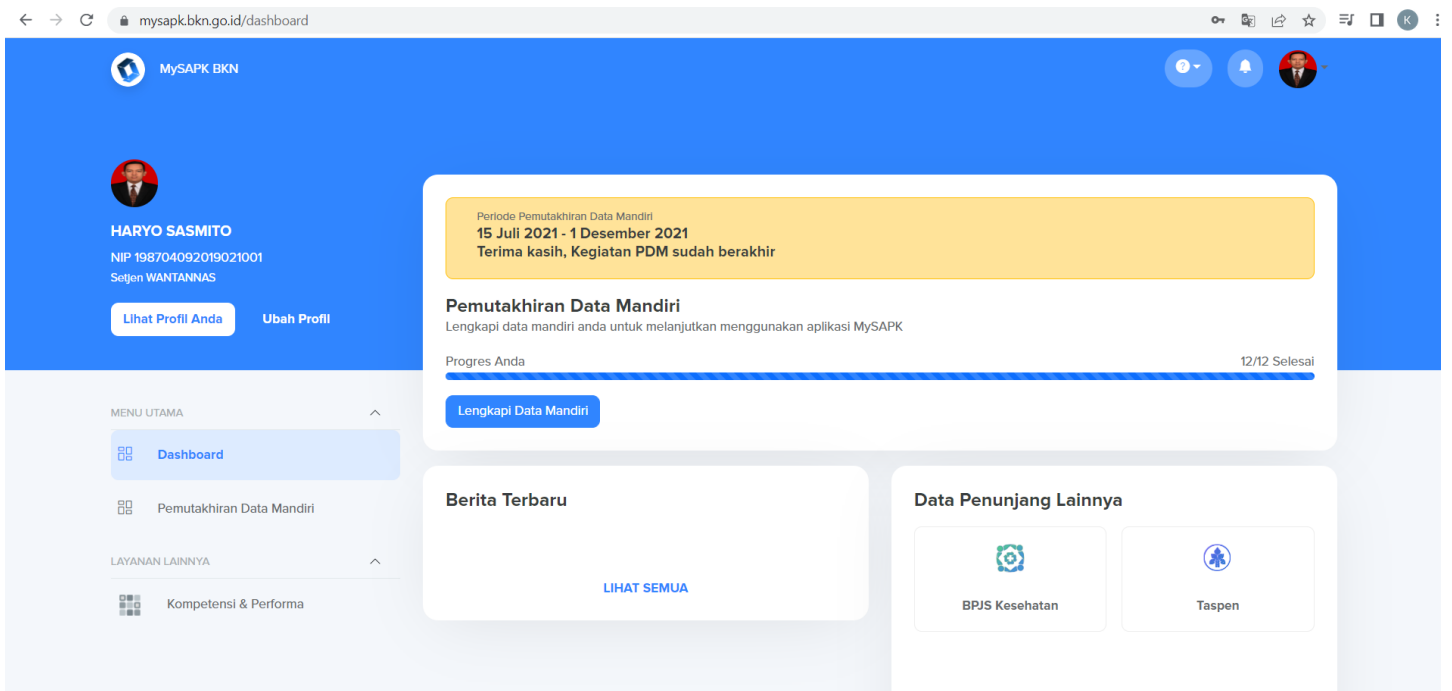 mysapk.bkn.go.id/dashboard
K
MySAPK BKN
HARYO SASMITO
NIP 198704092019021001
Setjen WANTANNAS
Lihat Profil Anda
Ubah Profil
Periode Pemutakhiran Data Mandiri
15 Juli 2021 - 1 Desember 2021
Terima kasih, Kegiatan PDM sudah berakhir
Pemutakhiran Data Mandiri
Lengkapi data mandiri anda untuk melanjutkan menggunakan aplikasi MySAPK
Progres Anda
12/12 Selesai
Lengkapi Data Mandiri
MENU UTAMA
Dashboard
Pemutakhiran Data Mandiri
LAYANAN LAINNYA
Kompetensi & Performa
Berita Terbaru
LIHAT SEMUA
Data Penunjang Lainnya
BPJS Kesehatan
Taspen